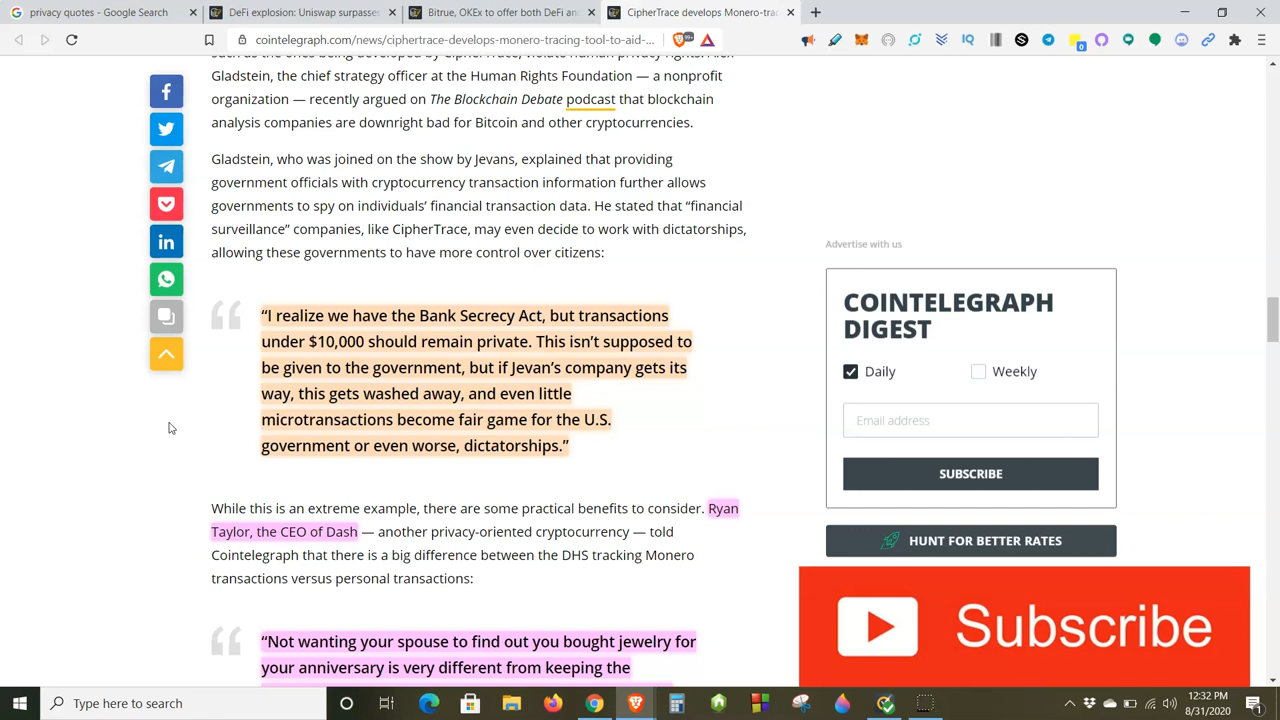 privacy quotes - Google Search
DeFi explosion: Uniswap surpasses
Bitrue, OKEx to offer both DeFi and
CipherTrace develops Monero-trac
cointelegraph.com/news/ciphertrace-develops-monero-tracing-tool-to-aid-...
99+
0
Gladstein, the chief strategy officer at the Human Rights Foundation — a nonprofit
organization — recently argued on The Blockchain Debate podcast that blockchain
analysis companies are downright bad for Bitcoin and other cryptocurrencies.
Gladstein, who was joined on the show by Jevans, explained that providing
government officials with cryptocurrency transaction information further allows
governments to spy on individuals’ financial transaction data. He stated that “financial
surveillance” companies, like CipherTrace, may even decide to work with dictatorships,
allowing these governments to have more control over citizens:
“I realize we have the Bank Secrecy Act, but transactions
under $10,000 should remain private. This isn’t supposed to
be given to the government, but if Jevan’s company gets its
way, this gets washed away, and even little
microtransactions become fair game for the U.S.
government or even worse, dictatorships.”
While this is an extreme example, there are some practical benefits to consider. Ryan
Taylor, the CEO of Dash — another privacy-oriented cryptocurrency — told
Cointelegraph that there is a big difference between the DHS tracking Monero
transactions versus personal transactions:
“Not wanting your spouse to find out you bought jewelry for
your anniversary is very different from keeping the
Advertise with us
COINTELEGRAPH
DIGEST
Daily
Weekly
Email address
SUBSCRIBE
HUNT FOR BETTER RATES
Subscribe
Type here to search
12:32 PM
8/31/2020